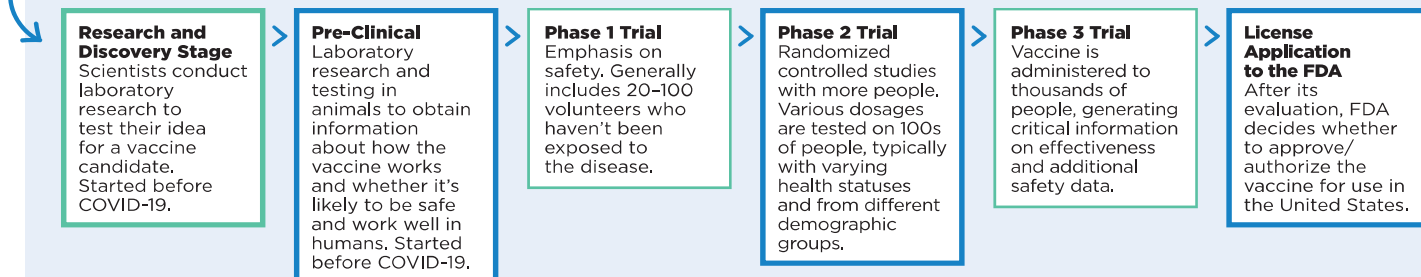 Research and
Discovery Stage
Scientists conduct
laboratory
research to
test their idea
for a vaccine
candidate.
Started before
COVID-19.
Pre-Clinical
Laboratory
research and
testing in
animals to obtain
information
about how the
vaccine works
and whether it's
likely to be safe
and work well in
humans. Started
before COVID-19.
Phase 1 Trial
Emphasis on
safety. Generally
includes 20–100
volunteers who
haven't been
exposed to
the disease.
Phase 2 Trial
Randomized
controlled studies
with more people.
Various dosages
are tested on 100s
of people, typically
with varying
health statuses
and from different
demographic
groups.
Phase 3 Trial
Vaccine is
administered to
thousands of
people, generating
critical information
on effectiveness
and additional
safety data.
License
Application
to the FDA
After its
evaluation, FDA
decides whether
to approve/
authorize the
vaccine for use in
the United States.